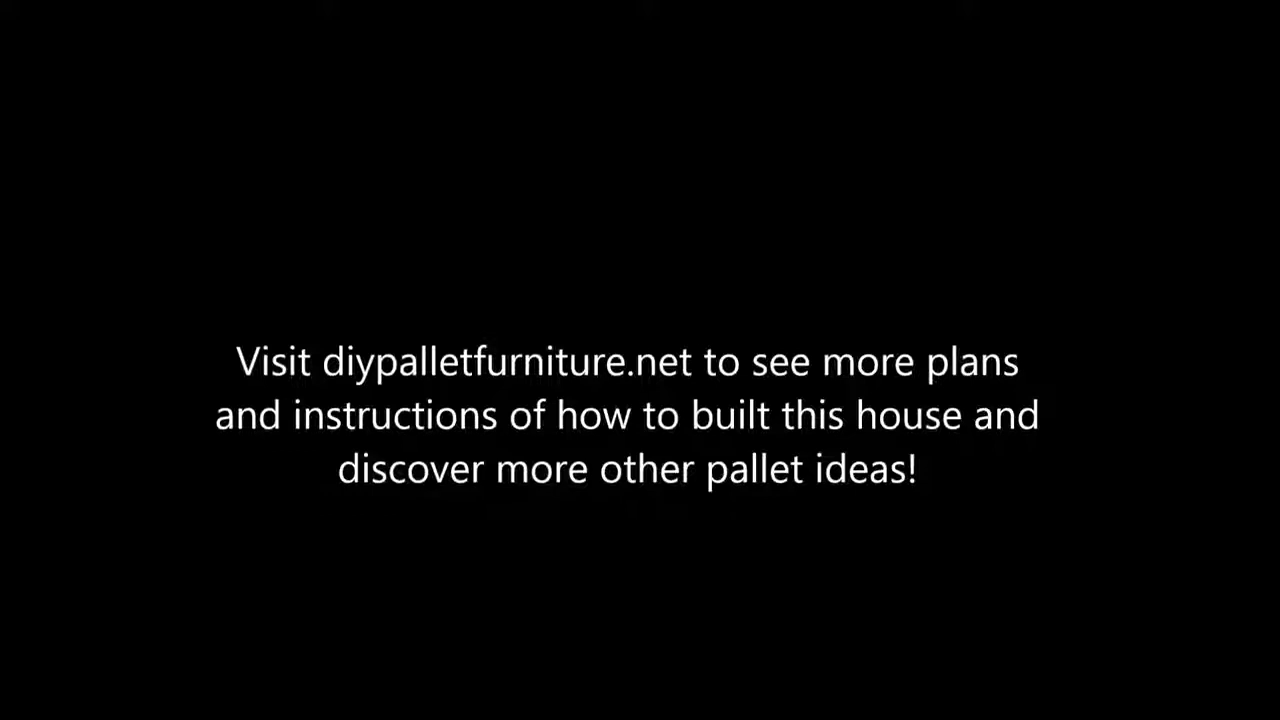 Visit diypalletfurniture.net to see more plans
and instructions of how to built this house and
discover more other pallet ideas!